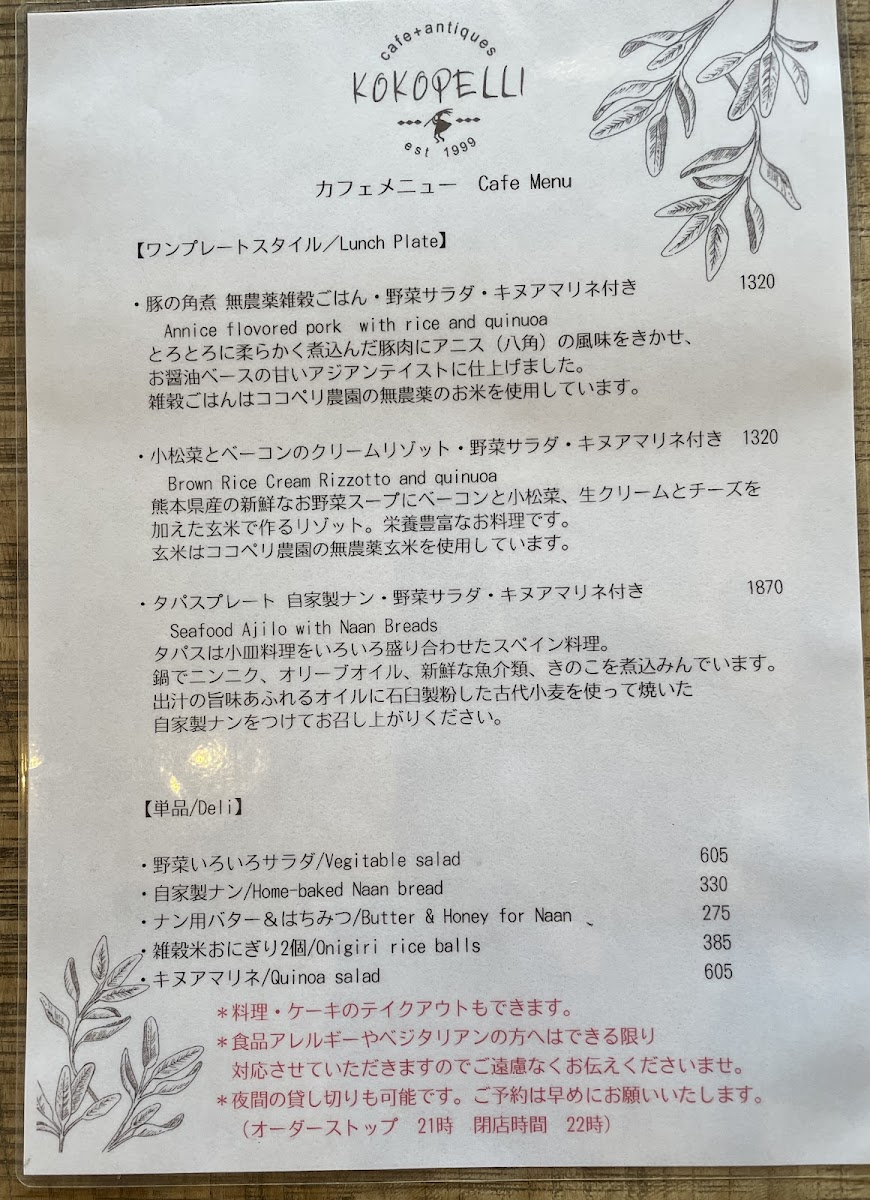 cafe+antiques
KOKOPELLI
est 1999
カフェメニュー Cafe Menu
【ワンプレートスタイル／Lunch Plate】
・豚の角煮 無農薬雑穀ごはん・野菜サラダ・キヌアマリネ付き 1320
Annice flovored pork with rice and quinuoa
とろとろに柔らかく煮込んだ豚肉にアニス（八角）の風味をきかせ、
お醤油ベースの甘いアジアンテイストに仕上げました。
雑穀ごはんはココペリ農園の無農薬のお米を使用しています。
・小松菜とベーコンのクリームリゾット・野菜サラダ・キヌアマリネ付き 1320
Brown Rice Cream Rizzotto and quinuoa
熊本県産の新鮮なお野菜スープにベーコンと小松菜、生クリームとチーズを
加えた玄米で作るリゾット。栄養豊富なお料理です。
玄米はココペリ農園の無農薬玄米を使用しています。
・タパスプレート 自家製ナン・野菜サラダ・キヌアマリネ付き 1870
Seafood Ajilo with Naan Breads
タパスは小皿料理をいろいろ盛り合わせたスペイン料理。
鍋でニンニク、オリーブオイル、新鮮な魚介類、きのこを煮込みんでいます。
出汁の旨味あふれるオイルに石臼製粉した古代小麦を使って焼いた
自家製ナンをつけてお召し上がりください。
【単品/Deli】
・野菜いろいろサラダ/Vegitable salad 605
・自家製ナン/Home-baked Naan bread 330
・ナン用バター＆はちみつ/Butter & Honey for Naan 275
・雑穀米おにぎり2個/Onigiri rice balls 385
・キヌアマリネ/Quinoa salad 605
＊料理・ケーキのテイクアウトもできます。
＊食品アレルギーやベジタリアンの方へはできる限り
対応させていただきますのでご遠慮なくお伝えくださいませ。
＊夜間の貸し切りも可能です。ご予約は早めにお願いいたします。
（オーダーストップ 21時 閉店時間 22時）